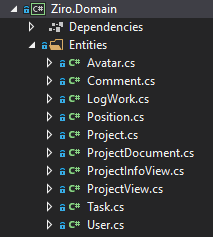 C# Ziro.Domain
Dependencies
Entities
C# Avatar.cs
C# Comment.cs
C# LogWork.cs
C# Position.cs
C# Project.cs
C# ProjectDocument.cs
C# ProjectInfoView.cs
C# ProjectView.cs
C# Task.cs
C# User.cs